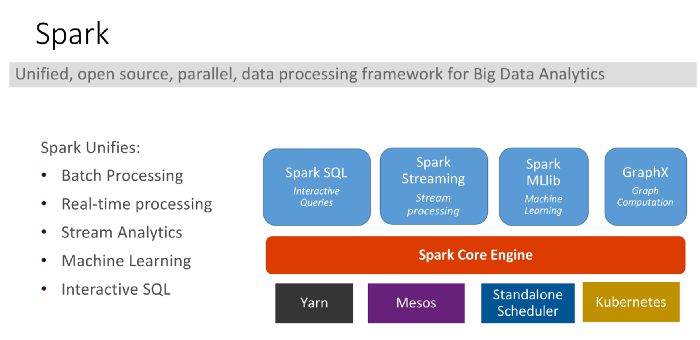 Spark
Unified, open source, parallel, data processing framework for Big Data Analytics
Spark Unifies:
• Batch Processing
• Real-time processing
• Stream Analytics
• Machine Learning
• Interactive SQL
Spark SQL
Interactive
Queries
Spark
Streaming
Stream
processing
Spark
MLlib
Machine
Learning
GraphX
Graph
Computation
Spark Core Engine
Yarn
Mesos
Standalone
Scheduler
Kubernetes